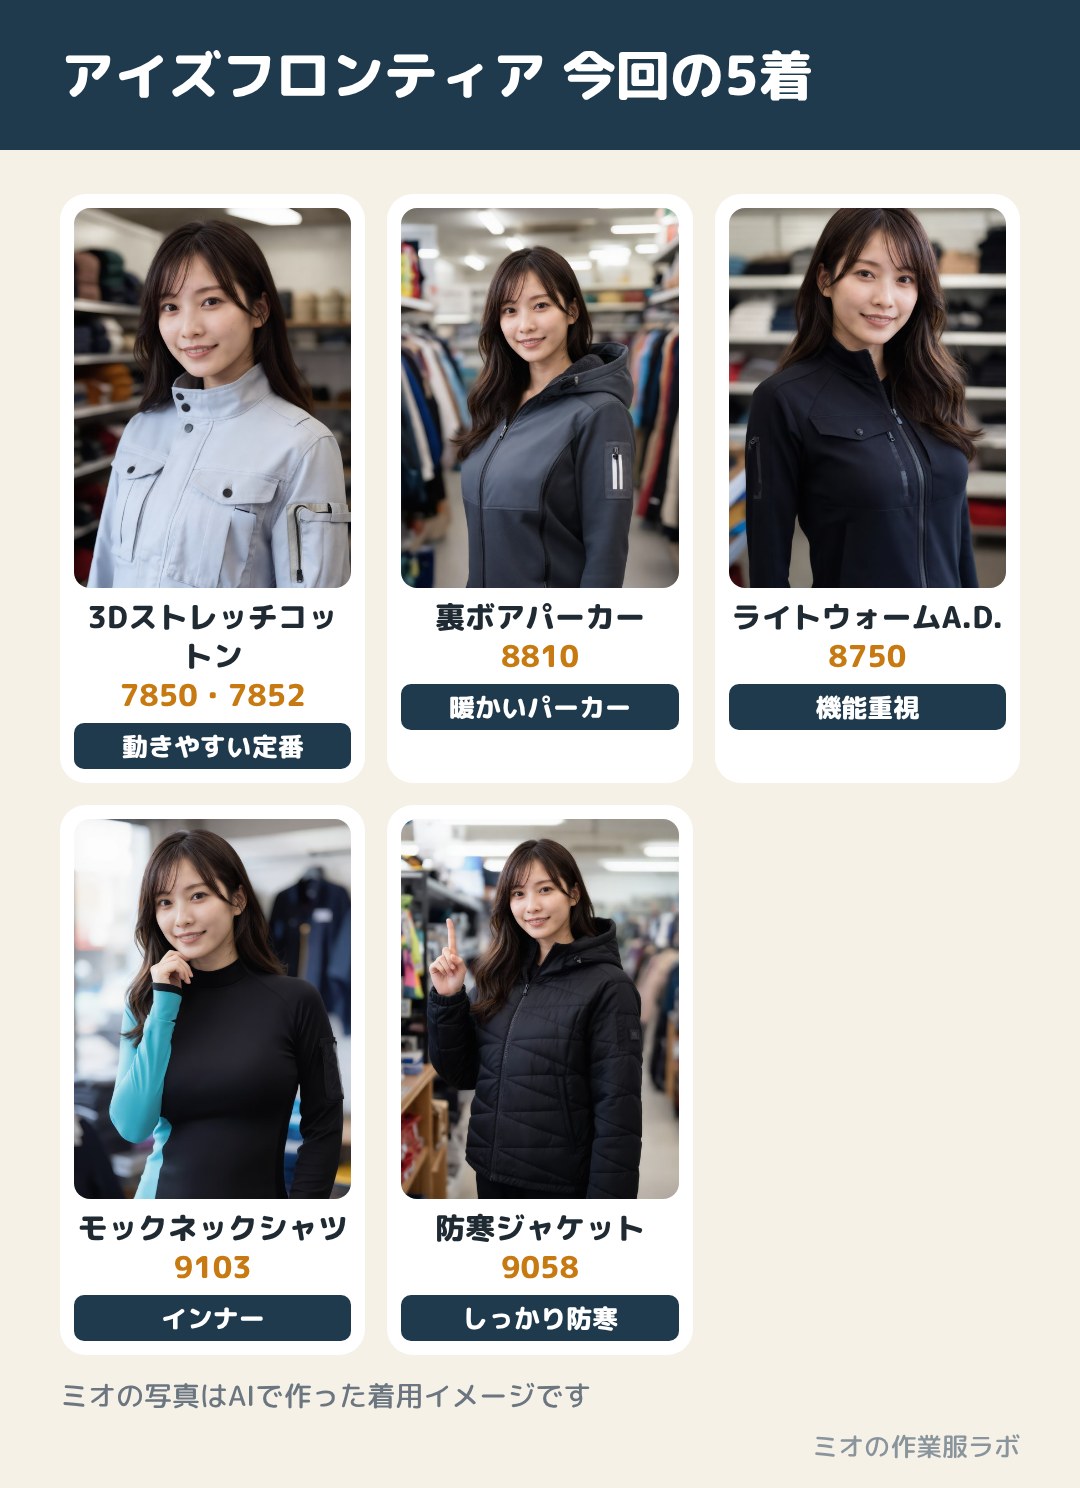 アイズフロンティア 今回の5着
3Dストレッチコッ
トン
7850・7852
動きやすい定番
裏ボアパーカー
8810
暖かいパーカー
ライトウォームA.D.
8750
機能重視
モックネックシャツ
9103
インナー
防寒ジャケット
9058
しっかり防寒
ミオの写真はAIで作った着用イメージです
ミオの作業服ラボ